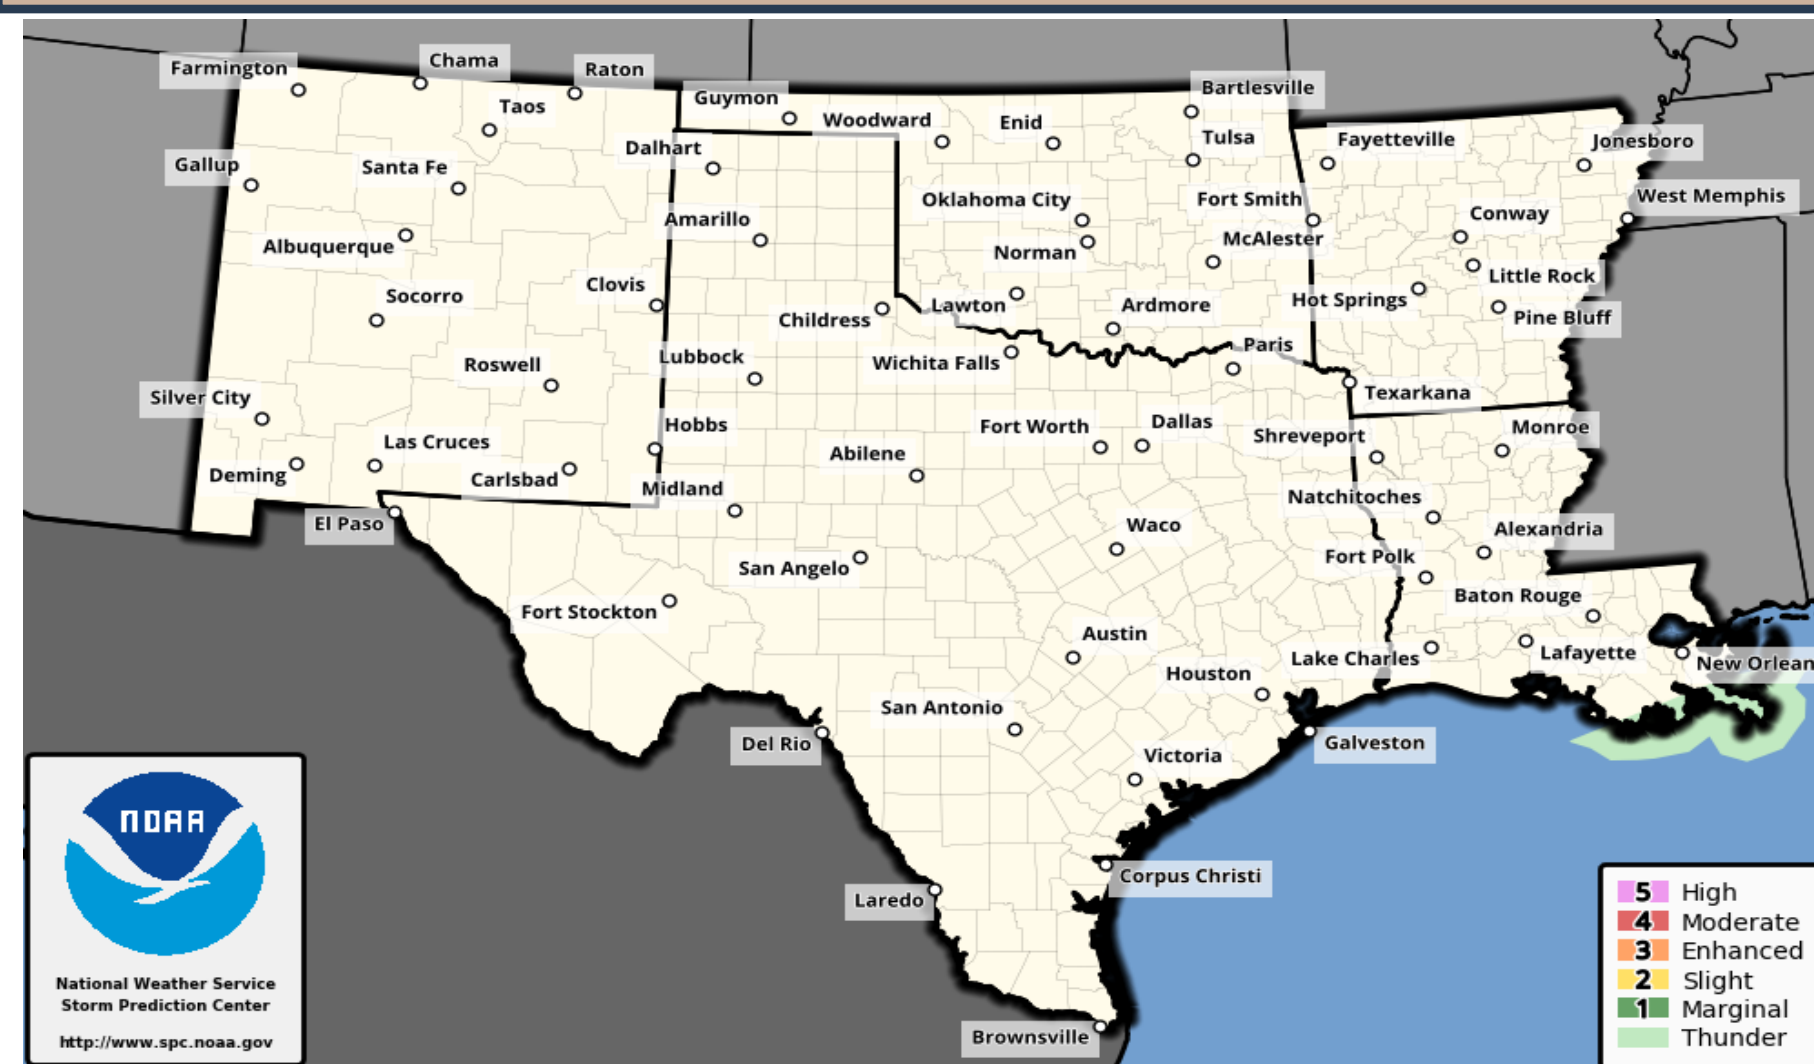 Farmington
Chama
Raton
Taos
Guymon
Woodward
Enid
Bartlesville
Tulsa
Fayetteville
Jonesboro
Gallup
Santa Fe
Dalhart
Oklahoma City
Fort Smith
West Memphis
Amarillo
Conway
Albuquerque
Norman
McAlester
Little Rock
Socorro
Clovis
Childress
Lawton
Ardmore
Hot Springs
Pine Bluff
Roswell
Lubbock
Wichita Falls
Paris
Texarkana
Silver City
Hobbs
Fort Worth
Dallas
Shreveport
Monroe
Las Cruces
Abilene
Deming
Carlsbad
Midland
Natchitoches
El Paso
Waco
Alexandria
San Angelo
Fort Polk
Fort Stockton
Baton Rouge
Austin
Lake Charles
Lafayette
New Orlean
Houston
San Antonio
Del Rio
Galveston
Victoria
Corpus Christi
Laredo
Brownsville
NOAA
National Weather Service
Storm Prediction Center
http://www.spc.noaa.gov
5 High
4 Moderate
3 Enhanced
2 Slight
1 Marginal
Thunder